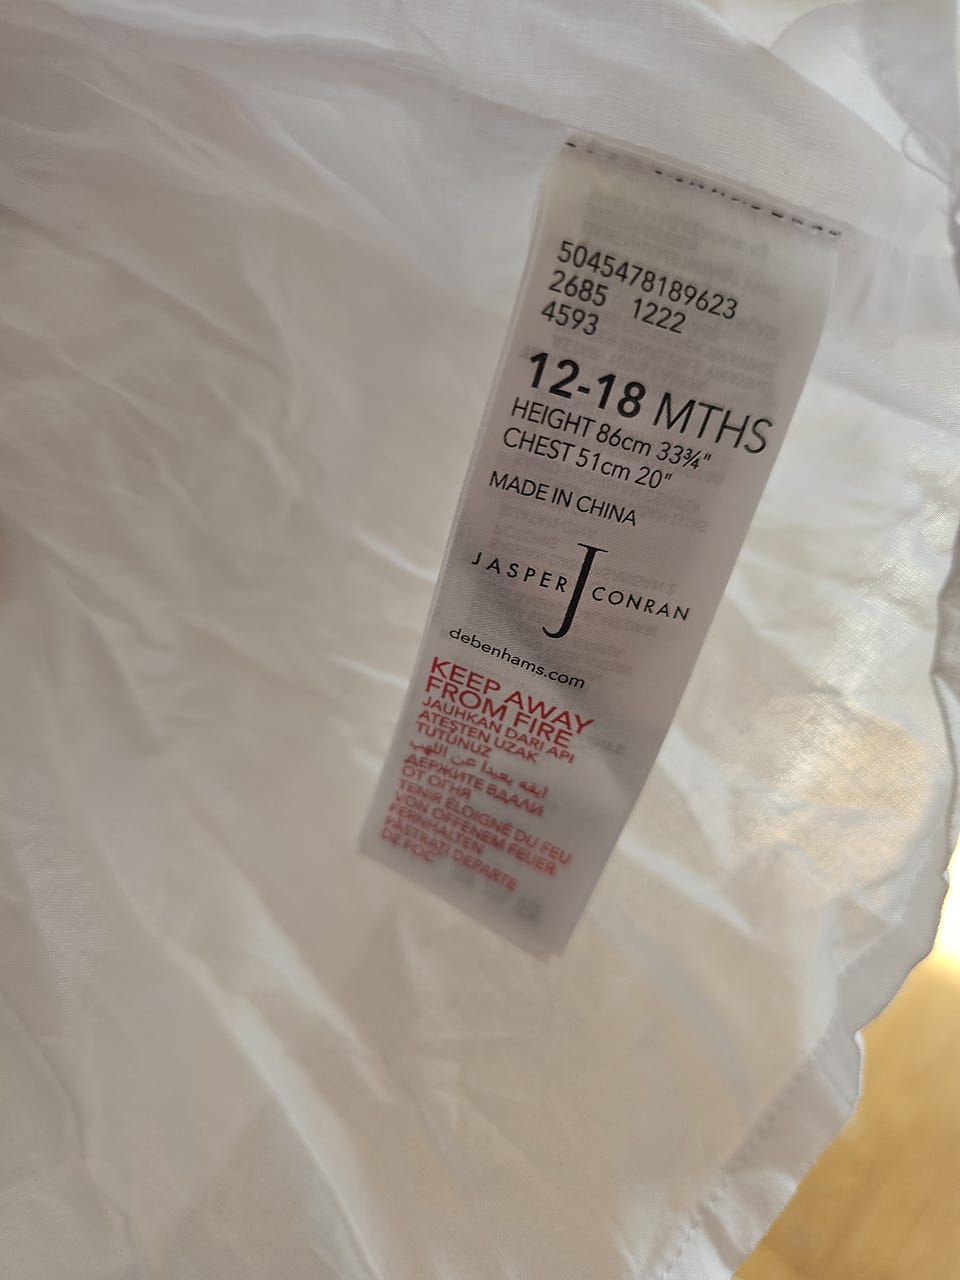 5045478189623
2685 1222
4593
12-18 MTHS
HEIGHT 86cm 33¾"
CHEST 51cm 20"
MADE IN CHINA
JASPER J CONRAN
debenhams.com
KEEP AWAY
FROM FIRE
JAUHKAN DARI API
ATEŞTEN UZAK
TUTUNUZ
ابقه بعيدا عن اللهب
ДЕРЖИТЕ ВДАЛИ
ОТ ОГНЯ
TENIR ÉLOIGNÉ DU FEU
VON OFFENEM FEUER
FERNHALTEN
PĂSTRAȚI DEPARTE
DE FOC